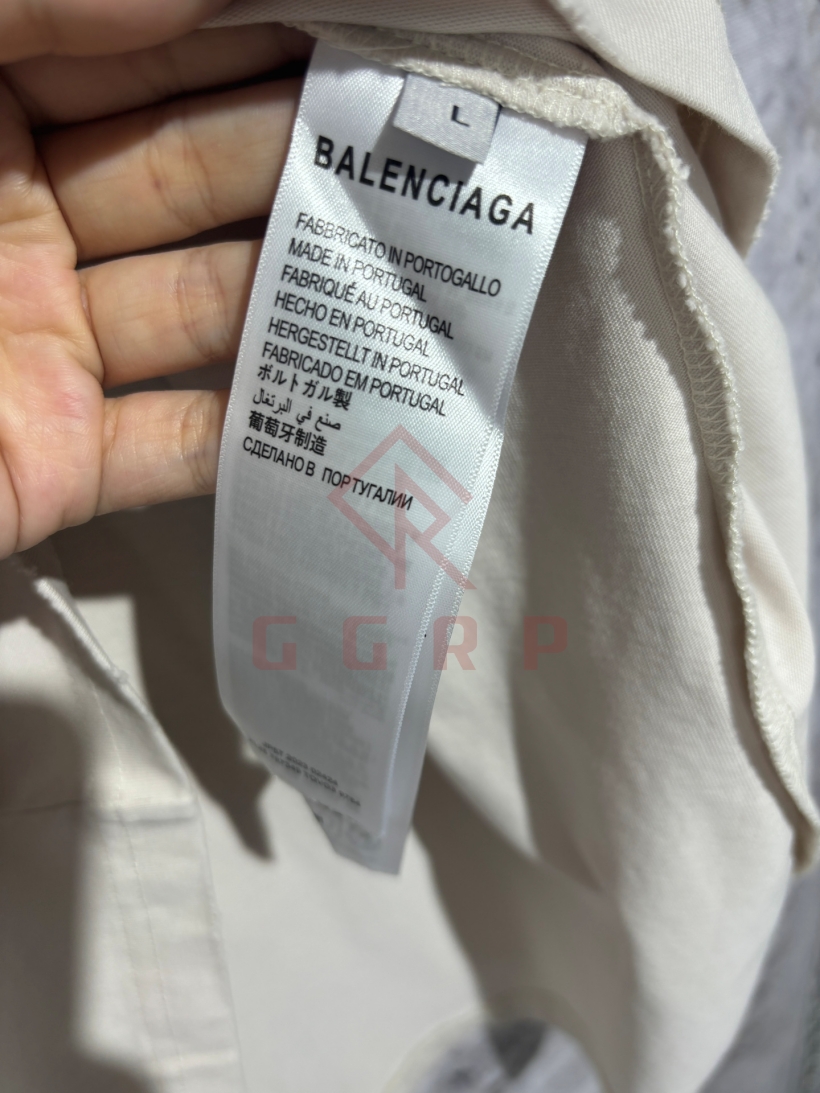 L
BALENCIAGA
FABBRICATO IN PORTOGALLO
MADE IN PORTUGAL
FABRIQUÉ AU PORTUGAL
HECHO EN PORTUGAL
HERGESTELLT IN PORTUGAL
FABRICADO EM PORTUGAL
ポルトガル製
صنع في البرتغال
葡萄牙制造
СДЕЛАНО В ПОРТУГАЛИИ
GGRP